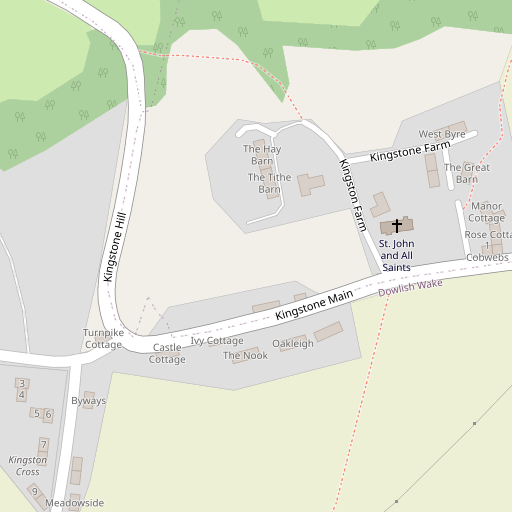 West Byre
The Hay
Barn
Kingstone Farm
The Tithe
Barn
The Great
Barn
Kingston Farm
Manor
Cottage
Kingstone Hill
St. John
and All
Saints
Rose Cotta
1
Cobwebs
Dowlish Wake
Kingstone Main
Turnpike
Cottage
Ivy Cottage
Castle
Cottage
The Nook
Oakleigh
3
4
Byways
5
6
7
Kingston
Cross
9
Meadowside